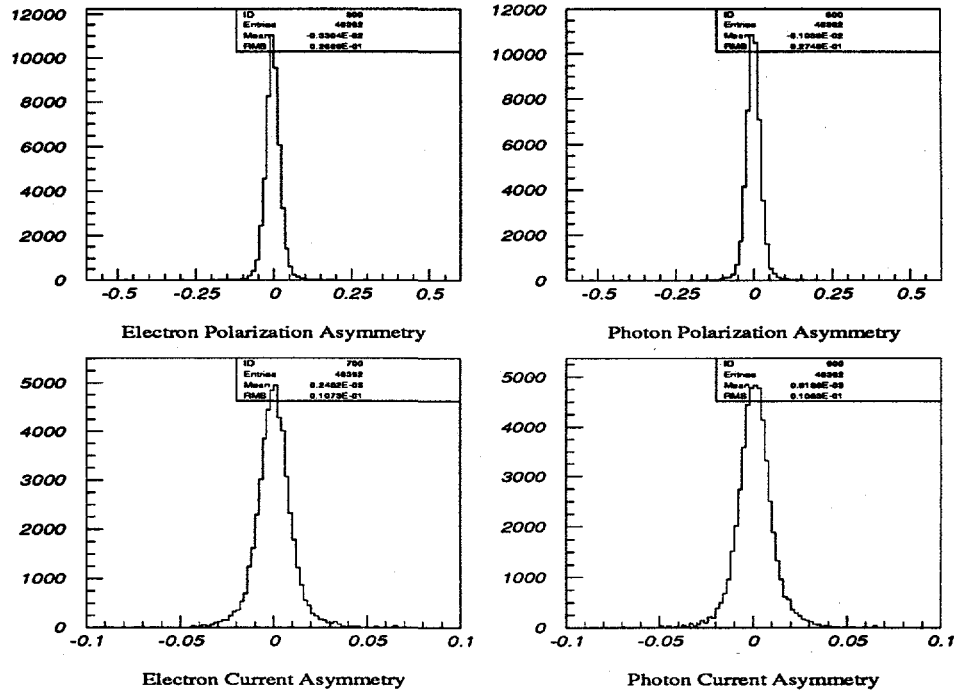 12000
10000
8000
6000
4000
2000
0
ID
Entries
Mean
RMS
-0.5 -0.25 0 0.25 0.5
Electron Polarization Asymmetry
12000
10000
8000
6000
4000
2000
0
ID
Entries
Mean
RMS
-0.5 -0.25 0 0.25 0.5
Photon Polarization Asymmetry
5000
4000
3000
2000
1000
0
ID 700
Entries
Mean
RMS 0.1073E-01
-0.1 -0.05 0 0.05 0.1
Electron Current Asymmetry
5000
4000
3000
2000
1000
0
ID
Entries
Mean
RMS
-0.1 -0.05 0 0.05 0.1
Photon Current Asymmetry